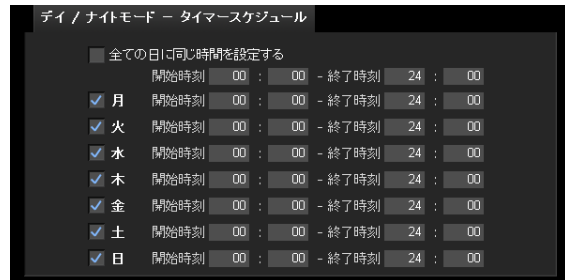 デイ / ナイトモード － タイマースケジュール
全ての日に同じ時間を設定する
開始時刻 00 : 00 - 終了時刻 24 : 00
月 開始時刻 00 : 00 - 終了時刻 24 : 00
火 開始時刻 00 : 00 - 終了時刻 24 : 00
水 開始時刻 00 : 00 - 終了時刻 24 : 00
木 開始時刻 00 : 00 - 終了時刻 24 : 00
金 開始時刻 00 : 00 - 終了時刻 24 : 00
土 開始時刻 00 : 00 - 終了時刻 24 : 00
日 開始時刻 00 : 00 - 終了時刻 24 : 00